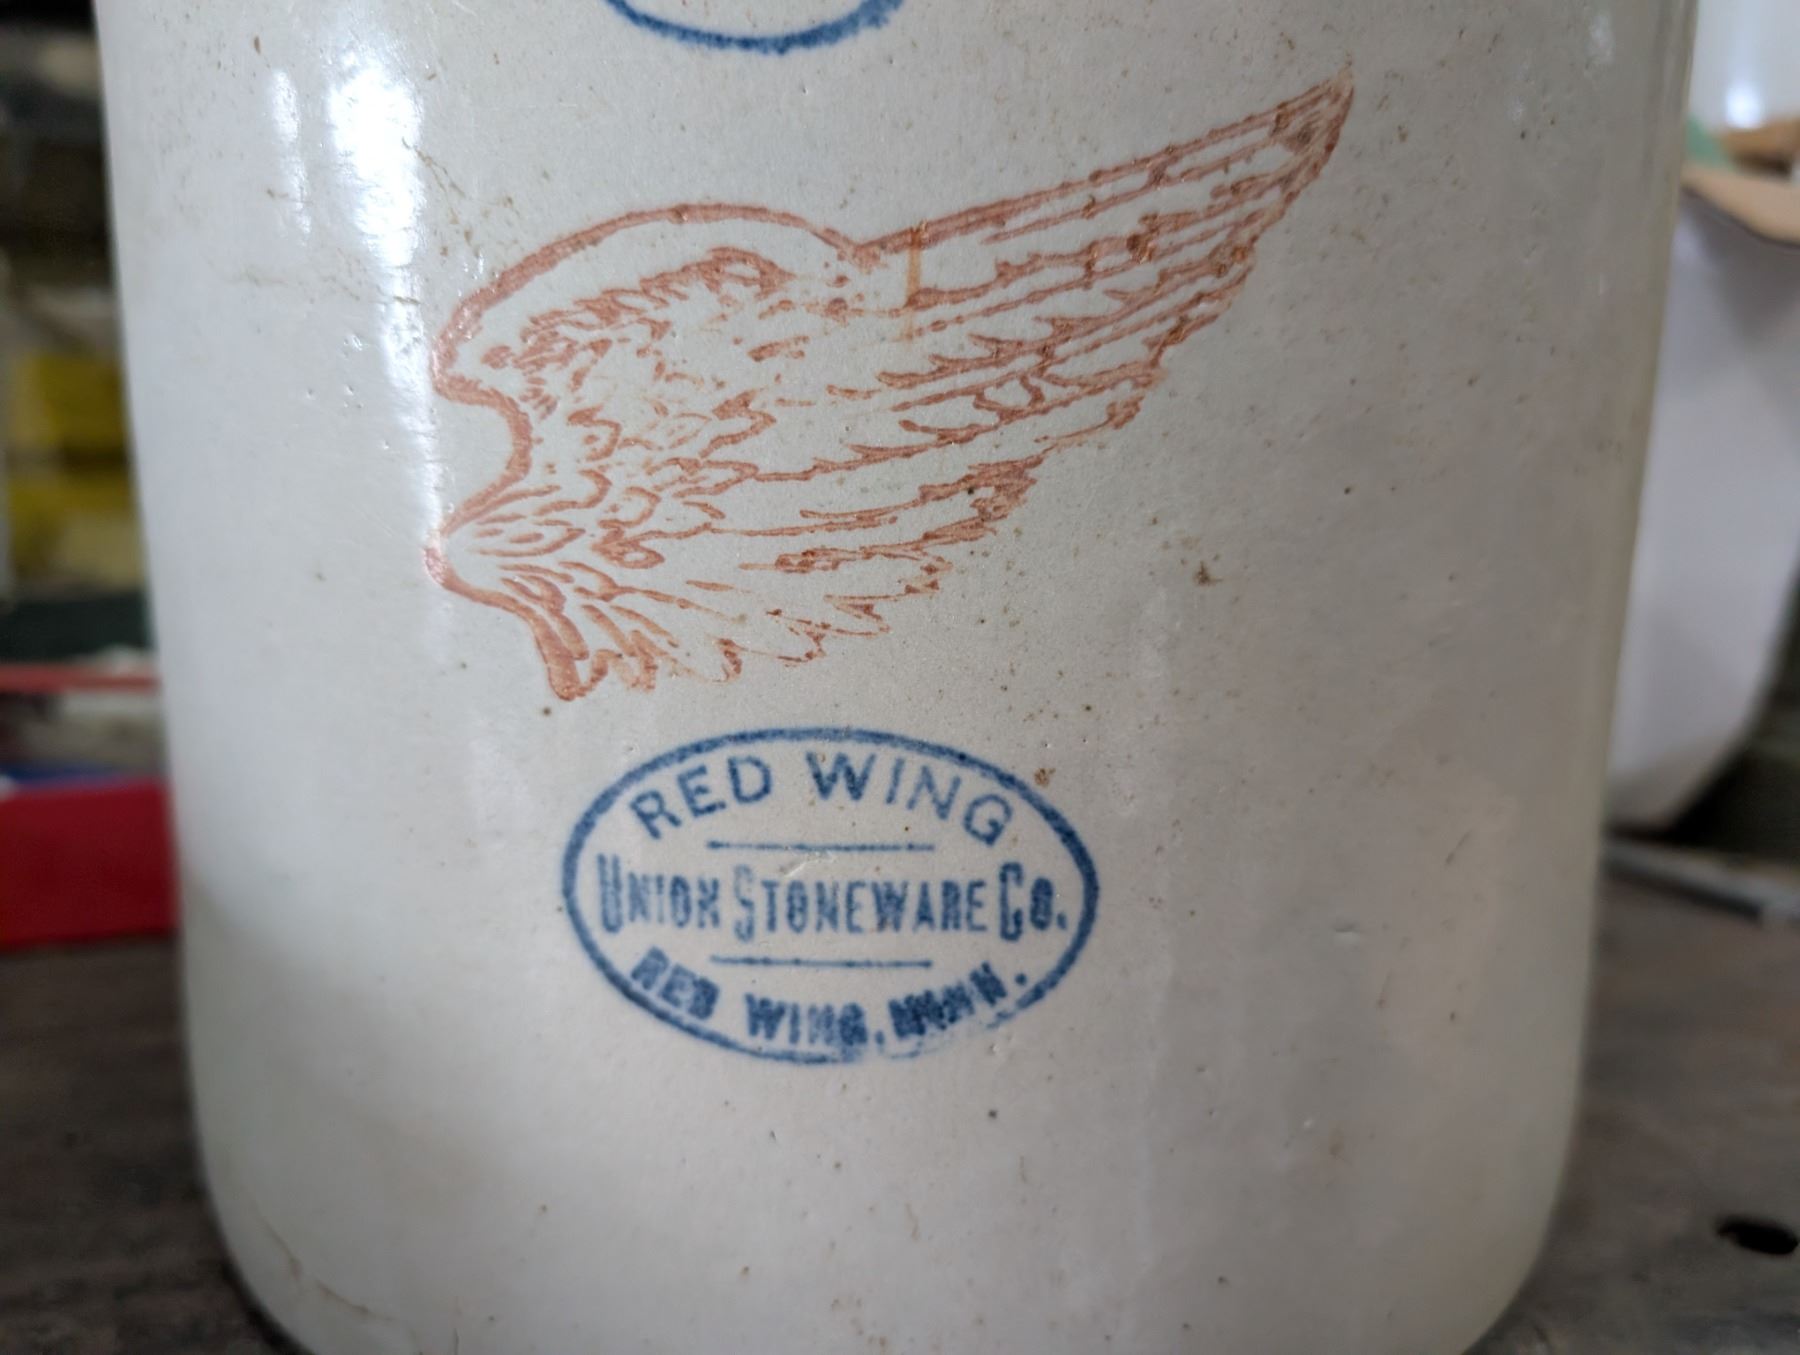 RED WING
UNION STONEWARE CO.
RED WING, MINN.